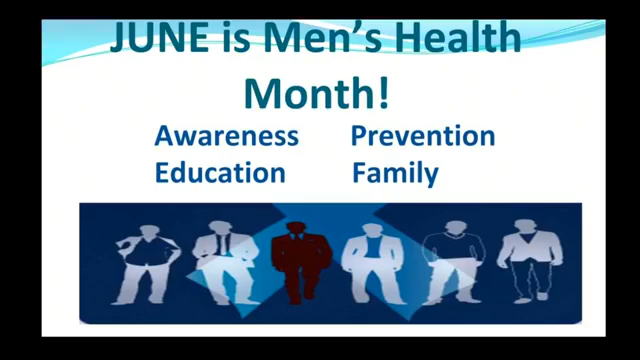 JUNE is Men's Health
Month!
Awareness Prevention
Education Family